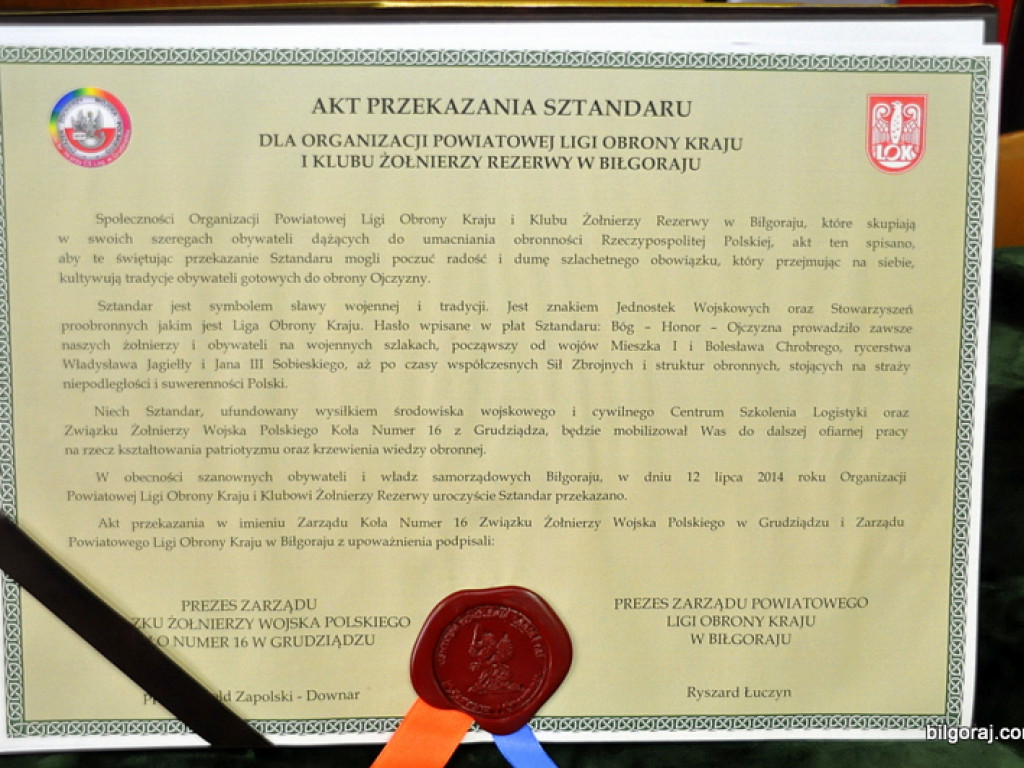 AKT PRZEKAZANIA SZTANDARU
DLA ORGANIZACJI POWIATOWEJ LIGI OBRONY KRAJU
I KLUBU ŻOŁNIERZY REZERWY W BIŁGORAJU
LOK
Społeczności Organizacji Powiatowej Ligi Obrony Kraju i Klubu Żołnierzy Rezerwy w Biłgoraju, które skupiają
w swoich szeregach obywateli dążących do umacniania obronności Rzeczypospolitej Polskiej, akt ten spisano,
aby te świętując przekazanie Sztandaru mogli poczuć radość i dumę szlachetnego obowiązku, który przejmując na siebie,
kultywują tradycje obywateli gotowych do obrony Ojczyzny.
Sztandar jest symbolem sławy wojennej i tradycji. Jest znakiem Jednostek Wojskowych oraz Stowarzyszeń
proobronnych jakim jest Liga Obrony Kraju. Hasło wpisane w płat Sztandaru: Bóg – Honor – Ojczyzna prowadziło zawsze
naszych żołnierzy i obywateli na wojennych szlakach, począwszy od wojów Mieszka I i Bolesława Chrobrego, rycerstwa
Władysława Jagiełły i Jana III Sobieskiego, aż po czasy współczesnych Sił Zbrojnych i struktur obronnych, stojących na straży
niepodległości i suwerenności Polski.
Niech Sztandar, ufundowany wysiłkiem środowiska wojskowego i cywilnego Centrum Szkolenia Logistyki oraz
Związku Żołnierzy Wojska Polskiego Koła Numer 16 z Grudziądza, będzie mobilizował Was do dalszej ofiarnej pracy
na rzecz kształtowania patriotyzmu oraz krzewienia wiedzy obronnej.
W obecności szanownych obywateli i władz samorządowych Biłgoraju, w dniu 12 lipca 2014 roku Organizacji
Powiatowej Ligi Obrony Kraju i Klubowi Żołnierzy Rezerwy uroczyście Sztandar przekazano.
Akt przekazania w imieniu Zarządu Koła Numer 16 Związku Żołnierzy Wojska Polskiego w Grudziądzu i Zarządu
Powiatowego Ligi Obrony Kraju w Biłgoraju z upoważnienia podpisali:
PREZES ZARZĄDU
ZKU ŻOŁNIERZY WOJSKA POLSKIEGO
O NUMER 16 W GRUDZIĄDZU
ld Zapolski - Downar
PREZES ZARZĄDU POWIATOWEGO
LIGI OBRONY KRAJU
W BIŁGORAJU
Ryszard Łuczyn
bilgoraj.com